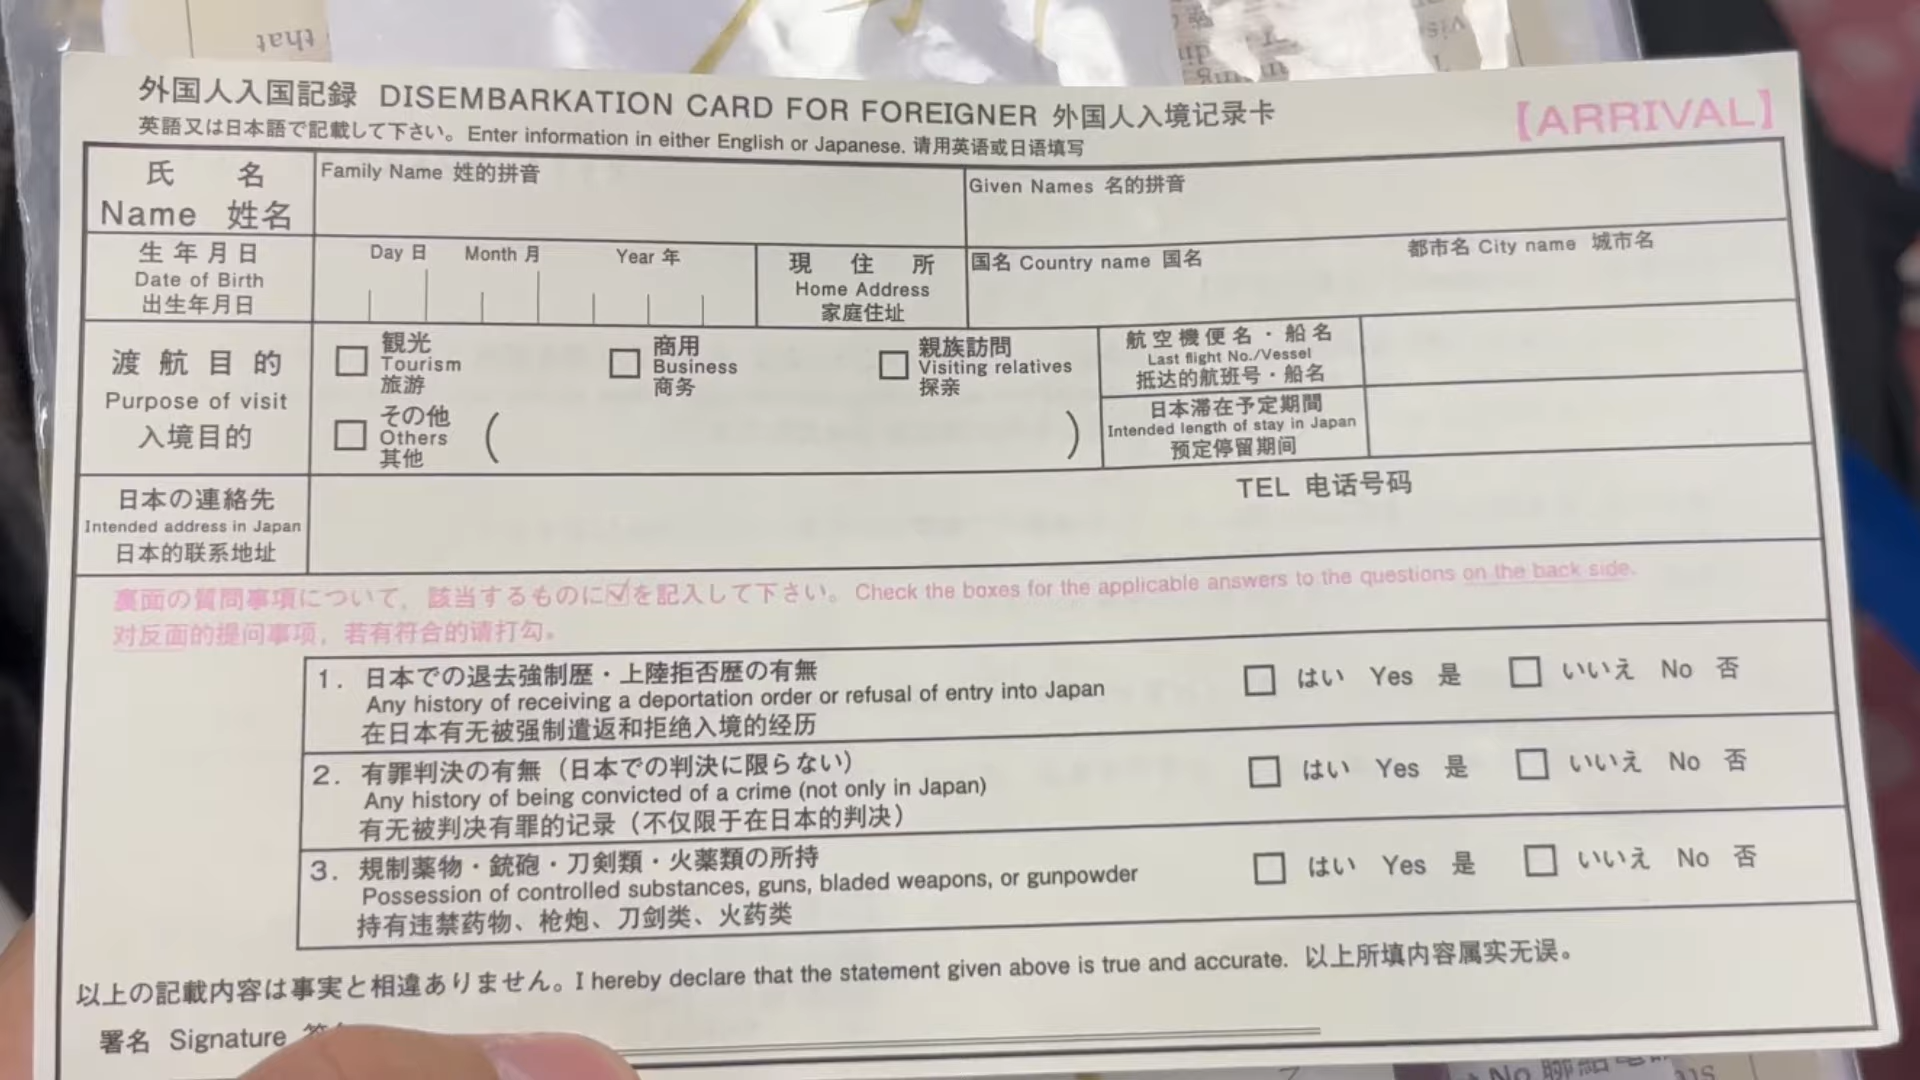 that
外国人入国記録 DISEMBARKATION CARD FOR FOREIGNER 外国人入境记录卡
【ARRIVAL】
英語又は日本語で記載して下さい。Enter information in either English or Japanese. 请用英语或日语填写
氏 名
Name 姓名
Family Name 姓的拼音
Given Names 名的拼音
生年月日
Date of Birth
出生年月日
Day 日 Month 月 Year 年
現住所
Home Address
家庭住址
国名 Country name 国名
都市名 City name 城市名
渡航目的
Purpose of visit
入境目的
観光
Tourism
旅游
商用
Business
商务
親族訪問
Visiting relatives
探亲
その他
Others
其他
( )
航空機便名・船名
Last flight No./Vessel
抵达的航班号・船名
日本滞在予定期間
Intended length of stay in Japan
预定停留期间
日本の連絡先
Intended address in Japan
日本的联系地址
TEL 电话号码
裏面の質問事項について、該当するものに☑を記入して下さい。Check the boxes for the applicable answers to the questions on the back side.
对反面的提问事项，若有符合的请打勾。
1. 日本での退去強制歴・上陸拒否歴の有無
Any history of receiving a deportation order or refusal of entry into Japan
在日本有无被强制遣返和拒绝入境的经历
□ はい Yes 是 □ いいえ No 否
2. 有罪判決の有無（日本での判決に限らない）
Any history of being convicted of a crime (not only in Japan)
有无被判决有罪的记录（不仅限于在日本的判决）
□ はい Yes 是 □ いいえ No 否
3. 規制薬物・銃砲・刀剣類・火薬類の所持
Possession of controlled substances, guns, bladed weapons, or gunpowder
持有违禁药物、枪炮、刀剑类、火药类
□ はい Yes 是 □ いいえ No 否
以上の記載内容は事実と相違ありません。I hereby declare that the statement given above is true and accurate. 以上所填内容属实无误。
署名 Signature